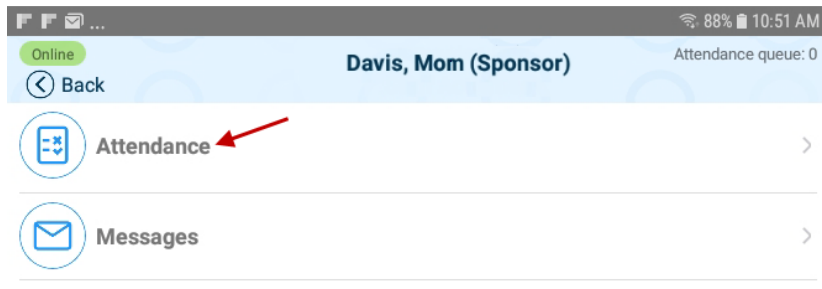 ... 88% 10:51 AM
Online Davis, Mom (Sponsor) Attendance queue: 0
Back
Attendance
Messages